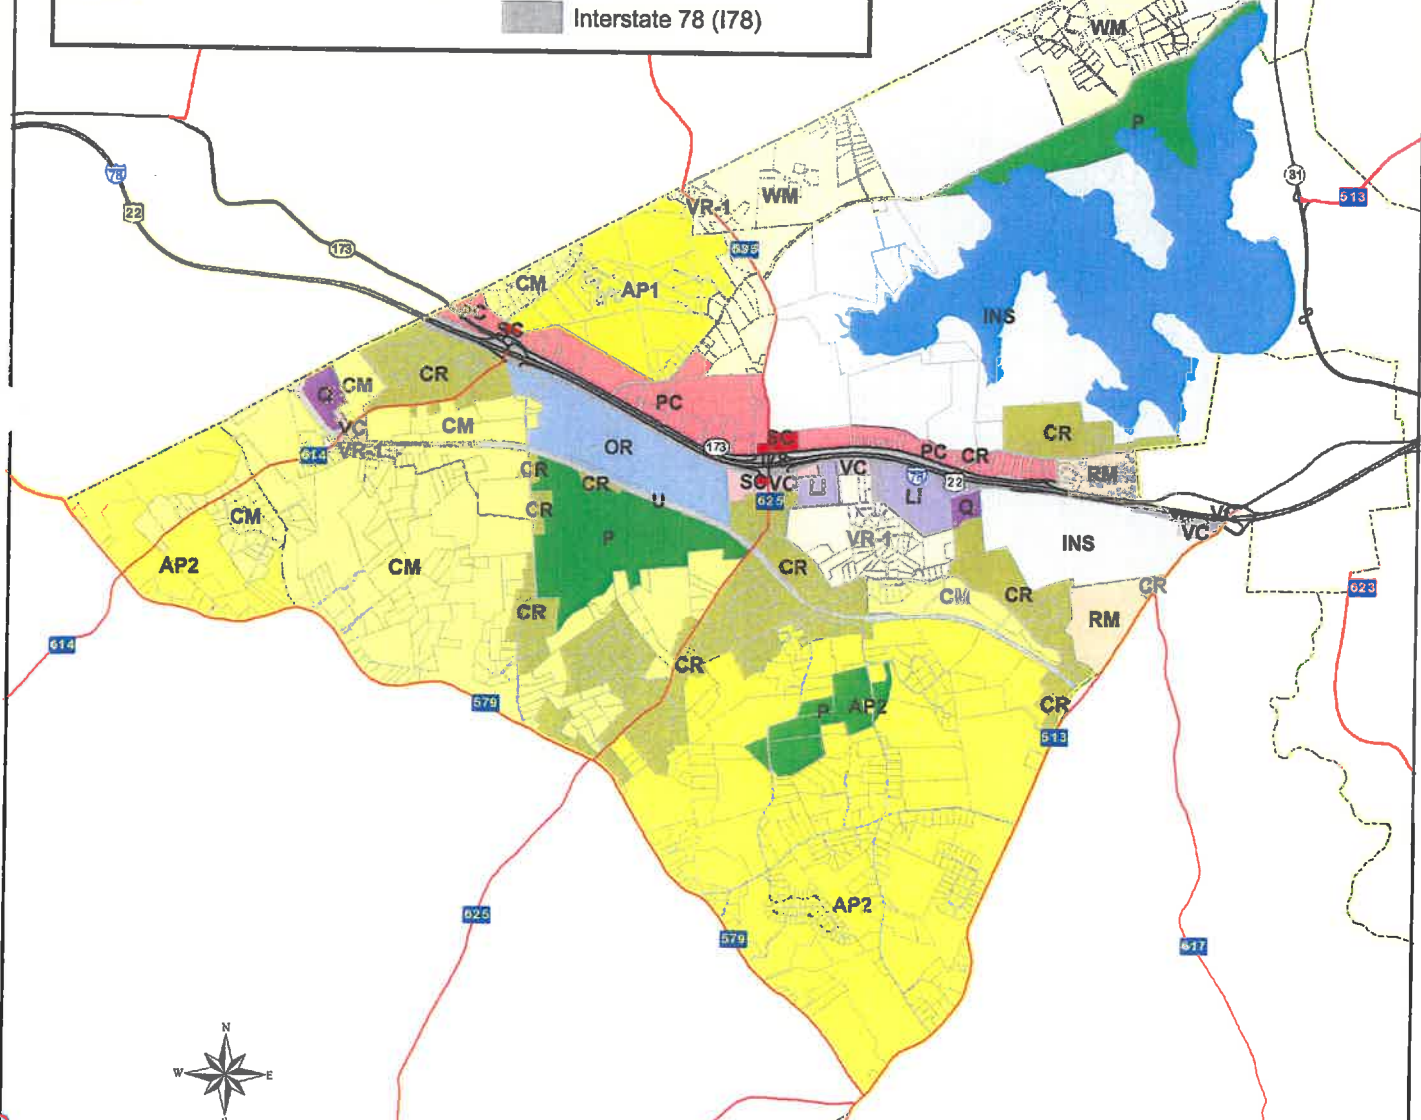 Interstate 78 (I78)
WM
P
31
513
78
WM
22
VR-1
173
635
CM
AP1
INS
SC
CR
Q
CM
PC
VC
CM
CR
SC
OR
173
PC
CR
VR-1
614
CR
VC
RM
CR
SC
VC
78
22
U
LI
CR
U
625
Q
CM
P
VR-1
INS
VC
VC
AP2
CM
CR
CR
CM
CR
CR
623
CR
RM
614
CR
579
P
AP2
CR
513
AP2
625
579
617
N
W
E